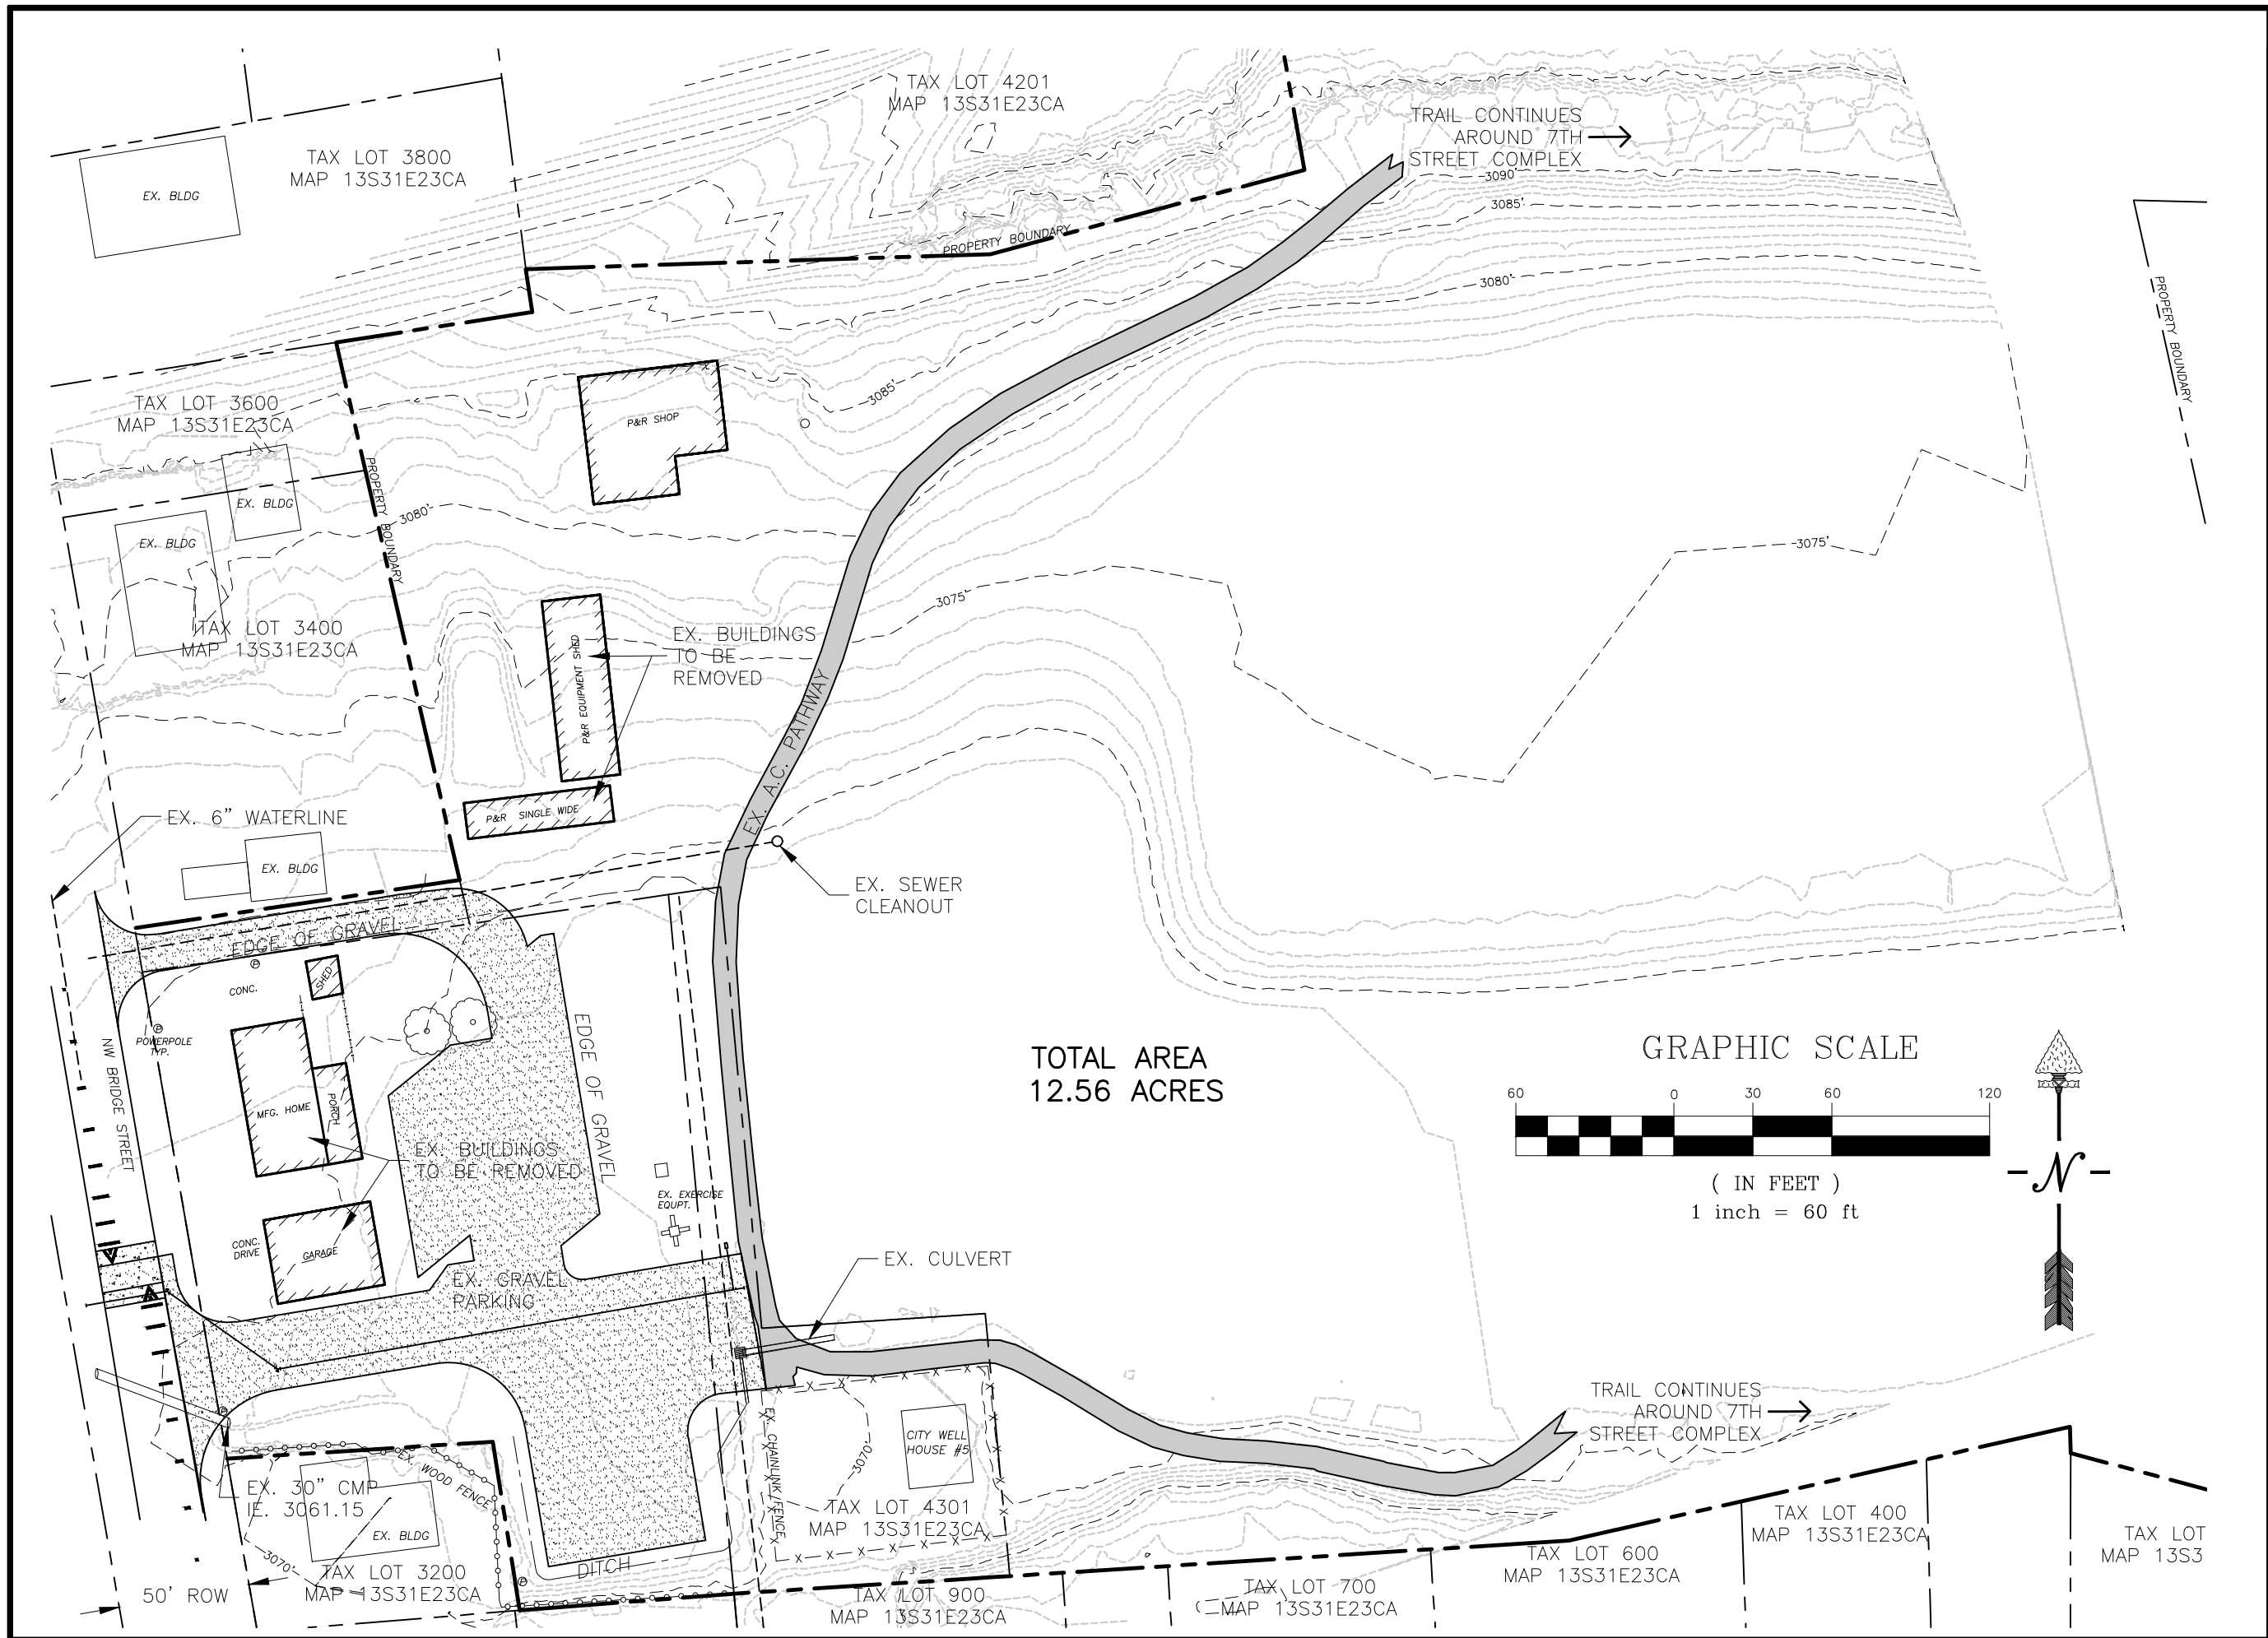 TAX LOT 4201
MAP 13S31E23CA
TRAIL CONTINUES
AROUND 7TH
STREET COMPLEX
TAX LOT 3800
MAP 13S31E23CA
EX. BLDG
3090'
3085'
PROPERTY BOUNDARY
3080'
PROPERTY BOUNDARY
TAX LOT 3600
MAP 13S31E23CA
3085'
P&R SHOP
PROPERTY BOUNDARY
EX. BLDG
3080'
EX. BLDG
3075'
3075'
TAX LOT 3400
MAP 13S31E23CA
EX. BUILDINGS
TO BE
REMOVED
P&R EQUIPMENT SHED
EX. A.C. PATHWAY
P&R SINGLE WIDE
EX. 6" WATERLINE
EX. BLDG
EX. SEWER
CLEANOUT
EDGE OF GRAVEL
SHED
CONC.
POWERPOLE
TYP.
NW BRIDGE STREET
EDGE OF GRAVEL
MFG. HOME
PORCH
TOTAL AREA
12.56 ACRES
GRAPHIC SCALE
60 0 30 60 120
( IN FEET )
1 inch = 60 ft
N
EX. BUILDINGS
TO BE REMOVED
EX. EXERCISE
EQUPT.
CONC.
DRIVE
GARAGE
EX. GRAVEL
PARKING
EX. CULVERT
TRAIL CONTINUES
AROUND 7TH
STREET COMPLEX
EX. CHAINLINK FENCE
3070'
CITY WELL
HOUSE #5
EX. WOOD FENCE
EX. 30" CMP
IE. 3061.15
EX. BLDG
TAX LOT 4301
MAP 13S31E23CA
TAX LOT 400
MAP 13S31E23CA
TAX LOT
MAP 13S3
3070'
DITCH
TAX LOT 3200
MAP 13S31E23CA
TAX LOT 600
MAP 13S31E23CA
50' ROW
TAX LOT 900
MAP 13S31E23CA
TAX LOT 700
MAP 13S31E23CA